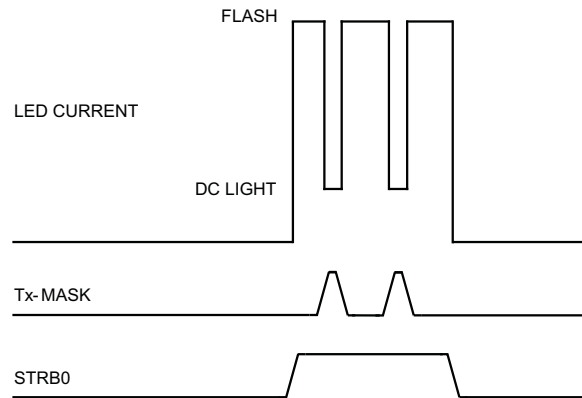 FLASH
LED CURRENT
DC LIGHT
Tx-MASK
STRB0